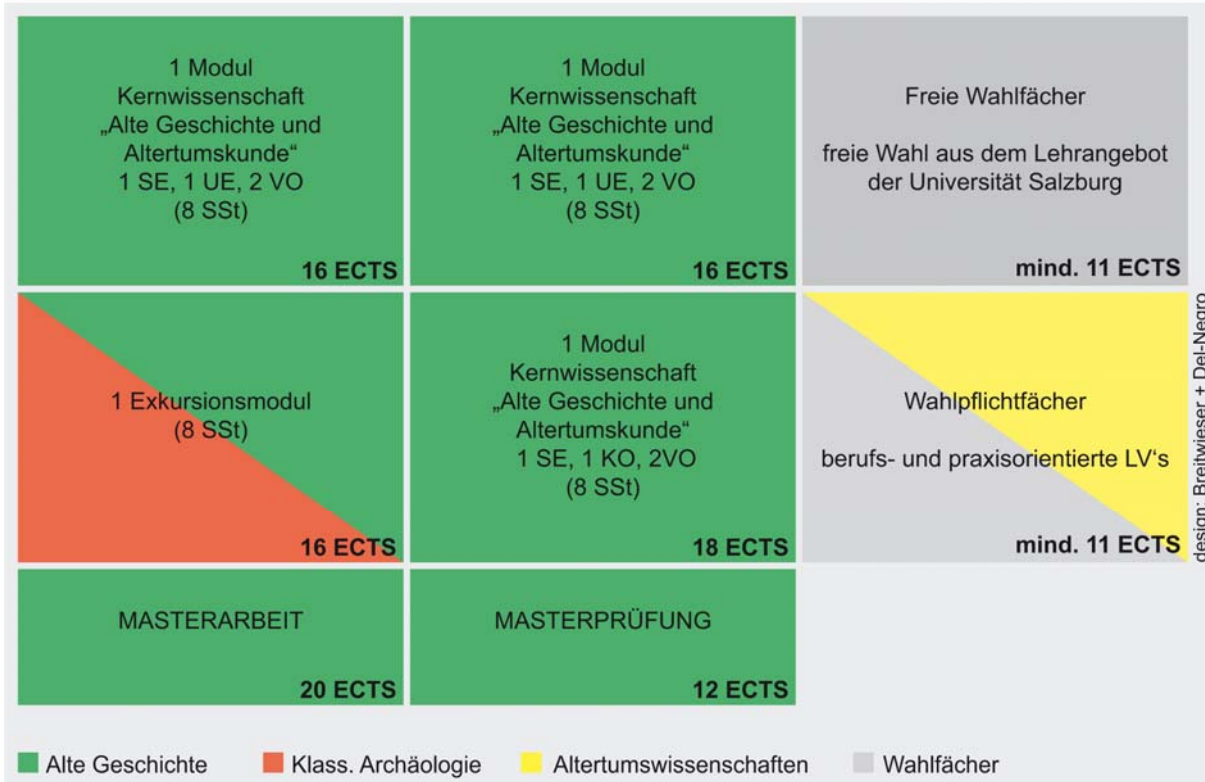 1 Modul
Kernwissenschaft
„Alte Geschichte und
Altertumskunde“
1 SE, 1 UE, 2 VO
(8 SSt)
16 ECTS
1 Modul
Kernwissenschaft
„Alte Geschichte und
Altertumskunde“
1 SE, 1 UE, 2 VO
(8 SSt)
16 ECTS
Freie Wahlfächer
freie Wahl aus dem Lehrangebot
der Universität Salzburg
mind. 11 ECTS
1 Exkursionsmodul
(8 SSt)
16 ECTS
1 Modul
Kernwissenschaft
„Alte Geschichte und
Altertumskunde“
1 SE, 1 KO, 2VO
(8 SSt)
18 ECTS
Wahlpflichtfächer
berufs- und praxisorientierte LV‘s
mind. 11 ECTS
design: Breitwieser + Del-Negro
MASTERARBEIT
20 ECTS
MASTERPRÜFUNG
12 ECTS
Alte Geschichte
Klass. Archäologie
Altertumswissenschaften
Wahlfächer